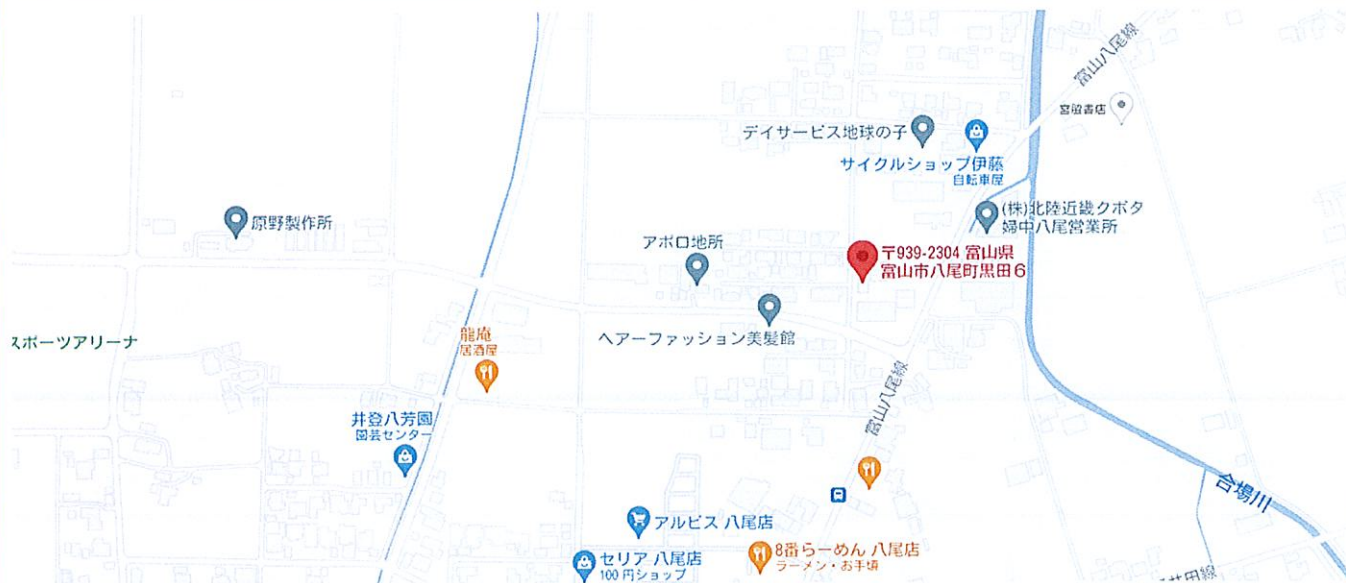 富山八尾線
宮脇書店
デイサービス地球の子
サイクルショップ伊藤
自転車屋
(株)北陸近畿クボタ
婦中八尾営業所
原野製作所
アポロ地所
〒939-2304 富山県
富山市八尾町黒田6
スポーツアリーナ
龍庵
居酒屋
ヘアーファッション美髪館
富山八尾線
井登八芳園
園芸センター
合場川
アルビス 八尾店
8番らーめん 八尾店
ラーメン・お手頃
セリア 八尾店
100 円ショップ